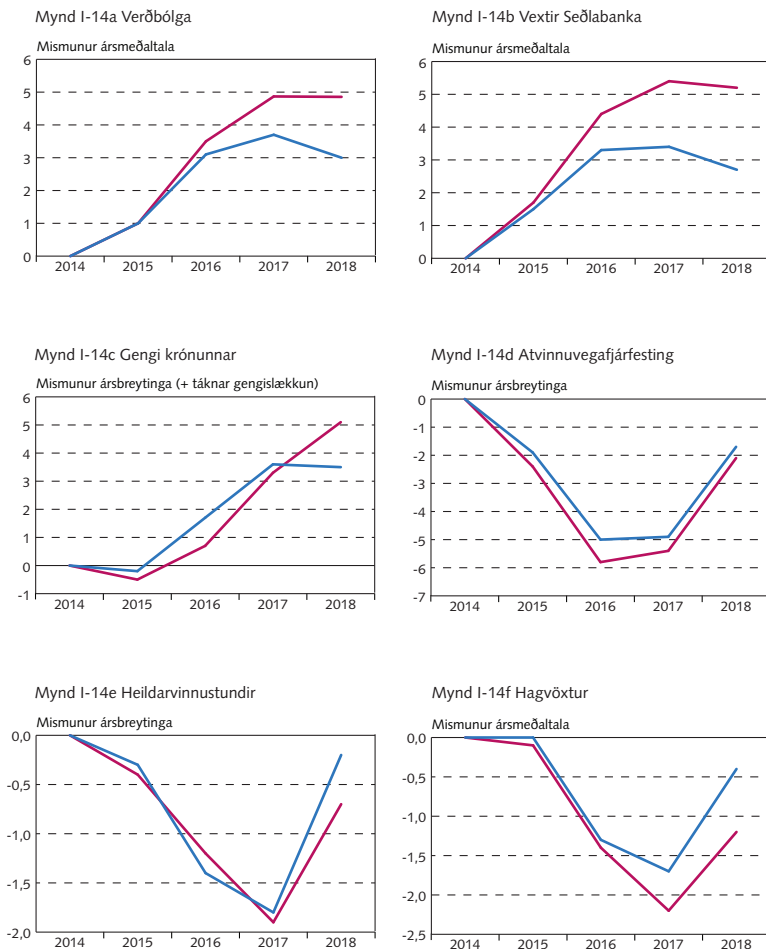 Mynd I-14a Verðbólga
Mismunur ársmeðaltala
6
5
4
3
2
1
0
2014 2015 2016 2017 2018
Mynd I-14b Vextir Seðlabanka
Mismunur ársmeðaltala
6
5
4
3
2
1
0
2014 2015 2016 2017 2018
Mynd I-14c Gengi krónunnar
Mismunur ársbreytinga (+ táknar gengislækkun)
6
5
4
3
2
1
0
-1
2014 2015 2016 2017 2018
Mynd I-14d Atvinnuvegafjárfesting
Mismunur ársbreytinga
0
-1
-2
-3
-4
-5
-6
-7
2014 2015 2016 2017 2018
Mynd I-14e Heildarvinnustundir
Mismunur ársbreytinga
0,0
-0,5
-1,0
-1,5
-2,0
2014 2015 2016 2017 2018
Mynd I-14f Hagvöxtur
Mismunur ársmeðaltala
0,0
-0,5
-1,0
-1,5
-2,0
-2,5
2014 2015 2016 2017 2018